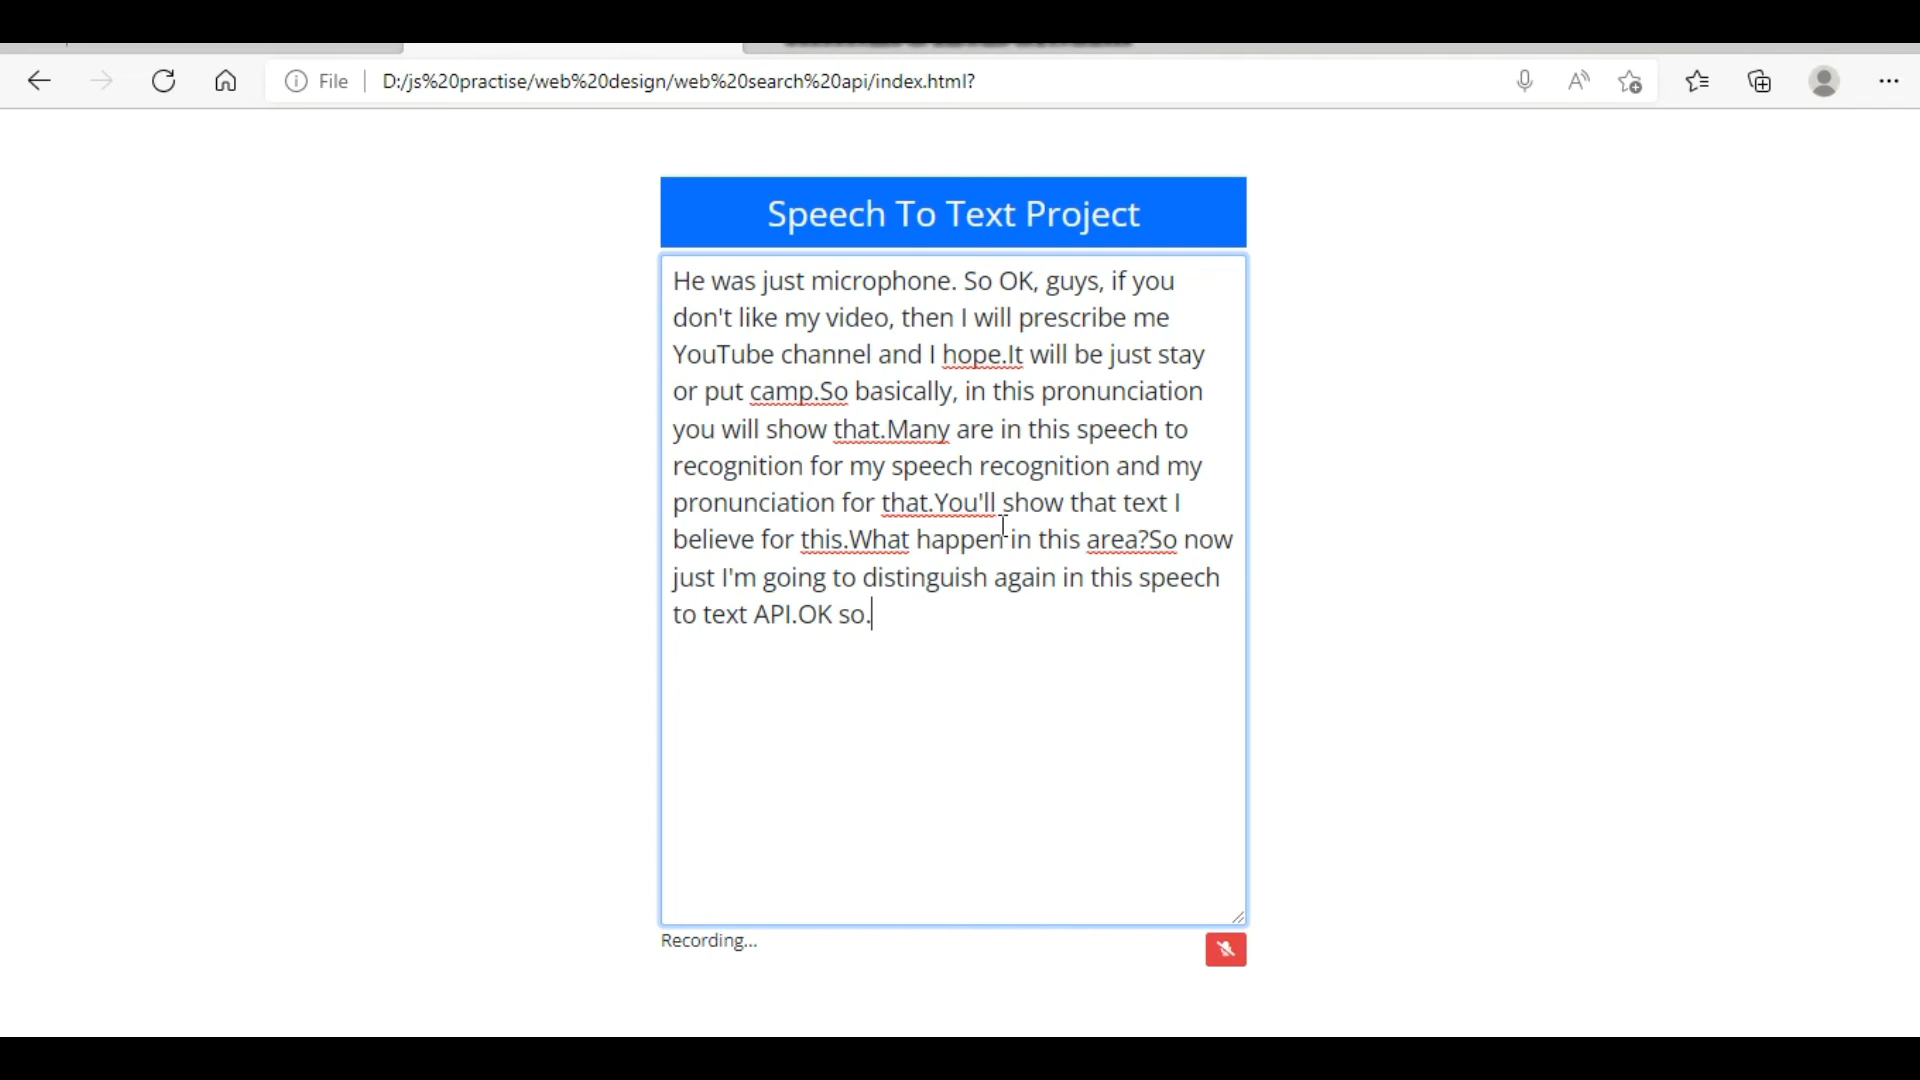 File
D:/js%20practise/web%20design/web%20search%20api/index.html?
Speech To Text Project
He was just microphone. So OK, guys, if you
don't like my video, then I will prescribe me
YouTube channel and I hope.It will be just stay
or put camp.So basically, in this pronunciation
you will show that.Many are in this speech to
recognition for my speech recognition and my
pronunciation for that.You'll show that text I
believe for this.What happen in this area?So now
just I'm going to distinguish again in this speech
to text API.OK so.
Recording...